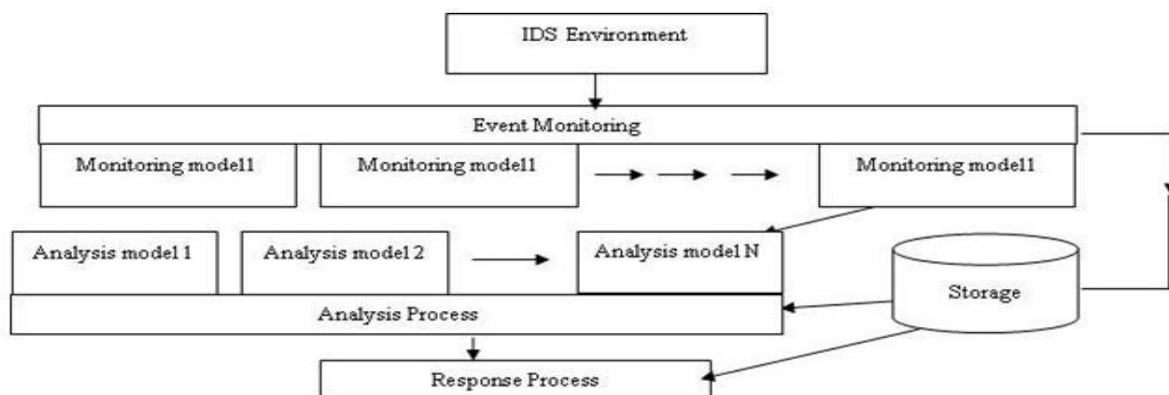 IDS Environment
Event Monitoring
Monitoring model1
Monitoring model1
Monitoring model1
Analysis model 1
Analysis model 2
Analysis model N
Storage
Analysis Process
Response Process